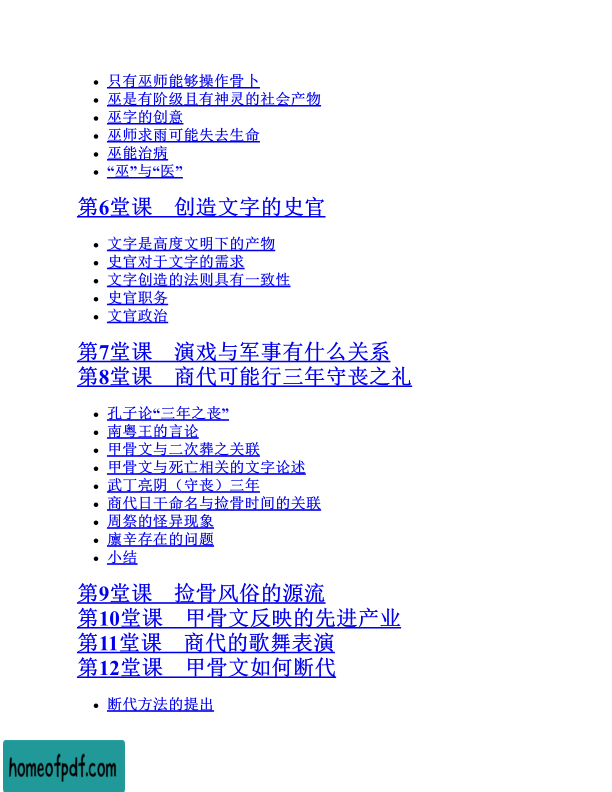 只有巫师能够操作骨卜
巫是有阶级且有神灵的社会产物
巫字的创意
巫师求雨可能失去生命
巫能治病
“巫”与“医”
第6堂课　创造文字的史官
文字是高度文明下的产物
史官对于文字的需求
文字创造的法则具有一致性
史官职务
文官政治
第7堂课　演戏与军事有什么关系
第8堂课　商代可能行三年守丧之礼
孔子论“三年之丧”
南粤王的言论
甲骨文与二次葬之关联
甲骨文与死亡相关的文字论述
武丁亮阴（守丧）三年
商代日干命名与捡骨时间的关联
周祭的怪异现象
廪辛存在的问题
小结
第9堂课　捡骨风俗的源流
第10堂课　甲骨文反映的先进产业
第11堂课　商代的歌舞表演
第12堂课　甲骨文如何断代
断代方法的提出
homeofpdf.com